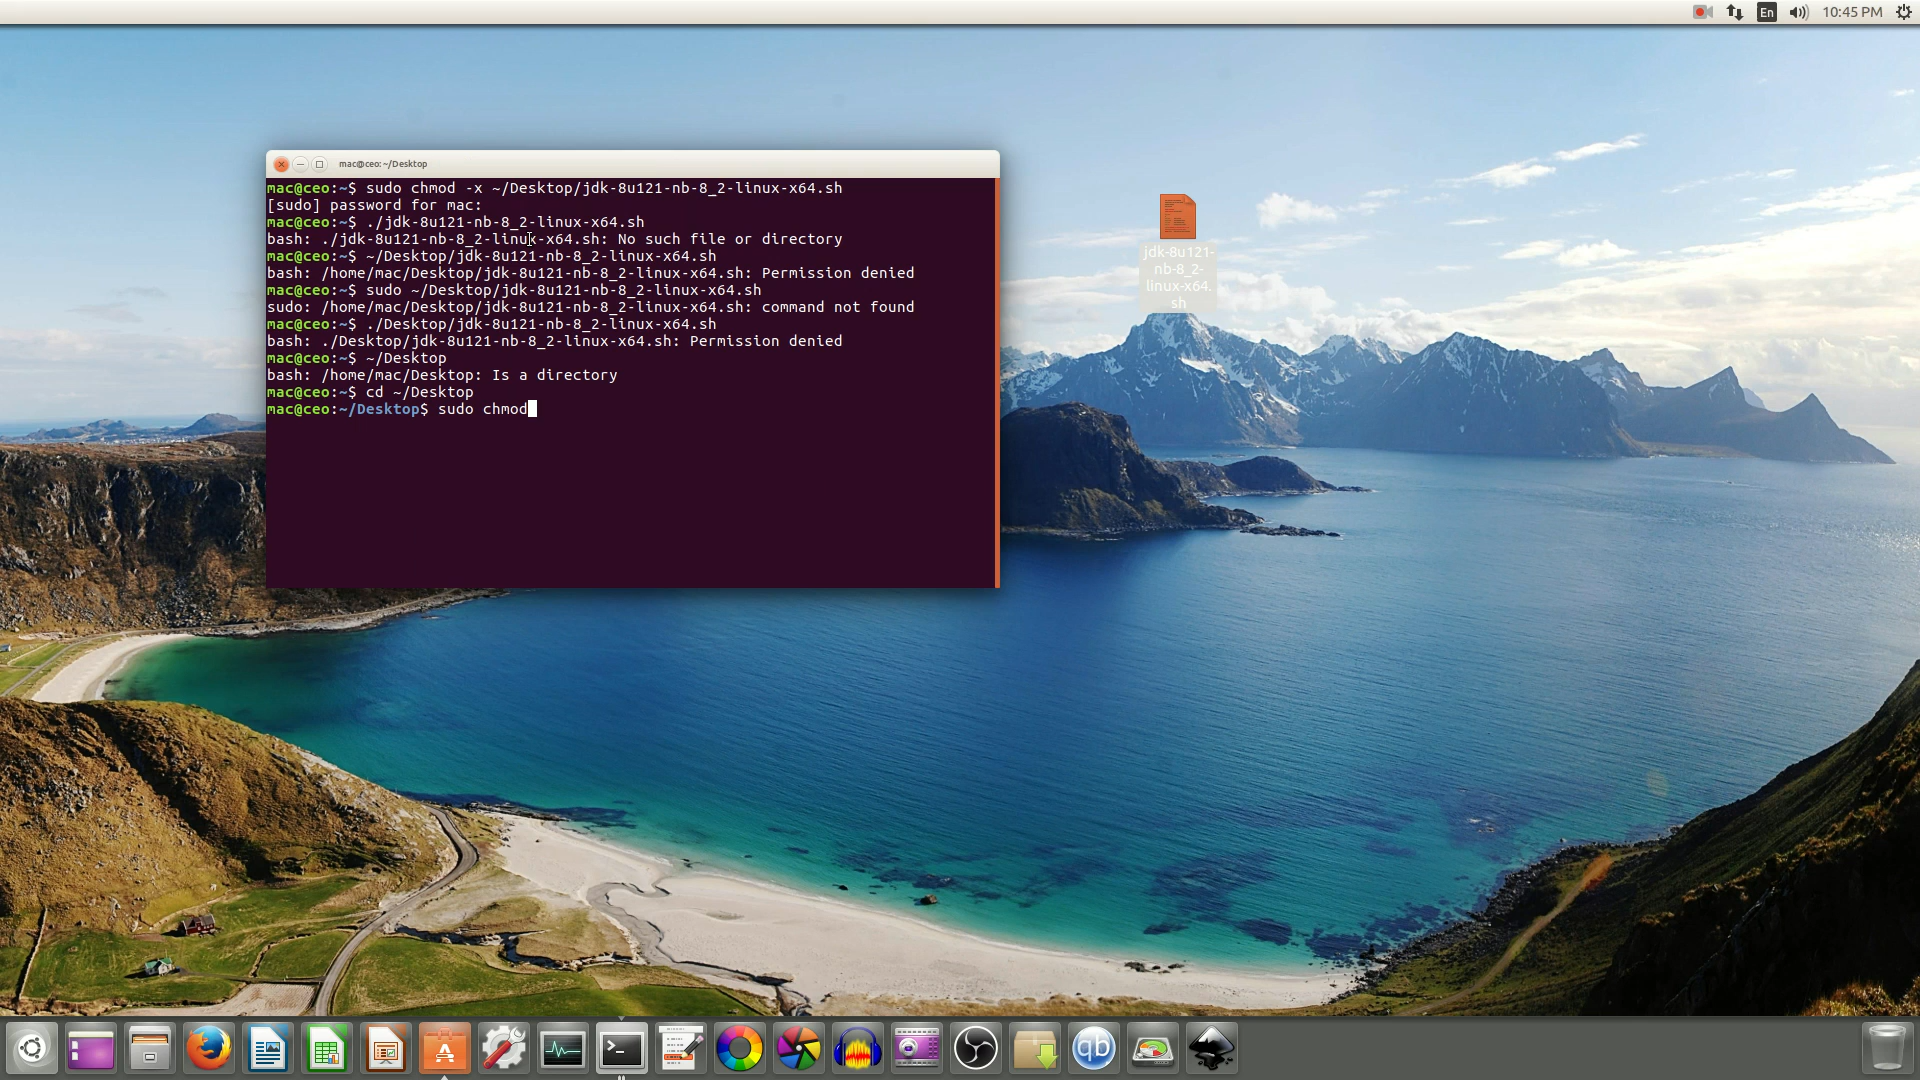 En
10:45 PM
mac@ceo: ~/Desktop
mac@ceo:~$ sudo chmod -x ~/Desktop/jdk-8u121-nb-8_2-linux-x64.sh
[sudo] password for mac:
mac@ceo:~$ ./jdk-8u121-nb-8_2-linux-x64.sh
bash: ./jdk-8u121-nb-8_2-linux-x64.sh: No such file or directory
mac@ceo:~$ ~/Desktop/jdk-8u121-nb-8_2-linux-x64.sh
bash: /home/mac/Desktop/jdk-8u121-nb-8_2-linux-x64.sh: Permission denied
mac@ceo:~$ sudo ~/Desktop/jdk-8u121-nb-8_2-linux-x64.sh
sudo: /home/mac/Desktop/jdk-8u121-nb-8_2-linux-x64.sh: command not found
mac@ceo:~$ ./Desktop/jdk-8u121-nb-8_2-linux-x64.sh
bash: ./Desktop/jdk-8u121-nb-8_2-linux-x64.sh: Permission denied
mac@ceo:~$ ~/Desktop
bash: /home/mac/Desktop: Is a directory
mac@ceo:~$ cd ~/Desktop
mac@ceo:~/Desktop$ sudo chmod
jdk-8u121-
nb-8_2-
linux-x64.
sh
qb